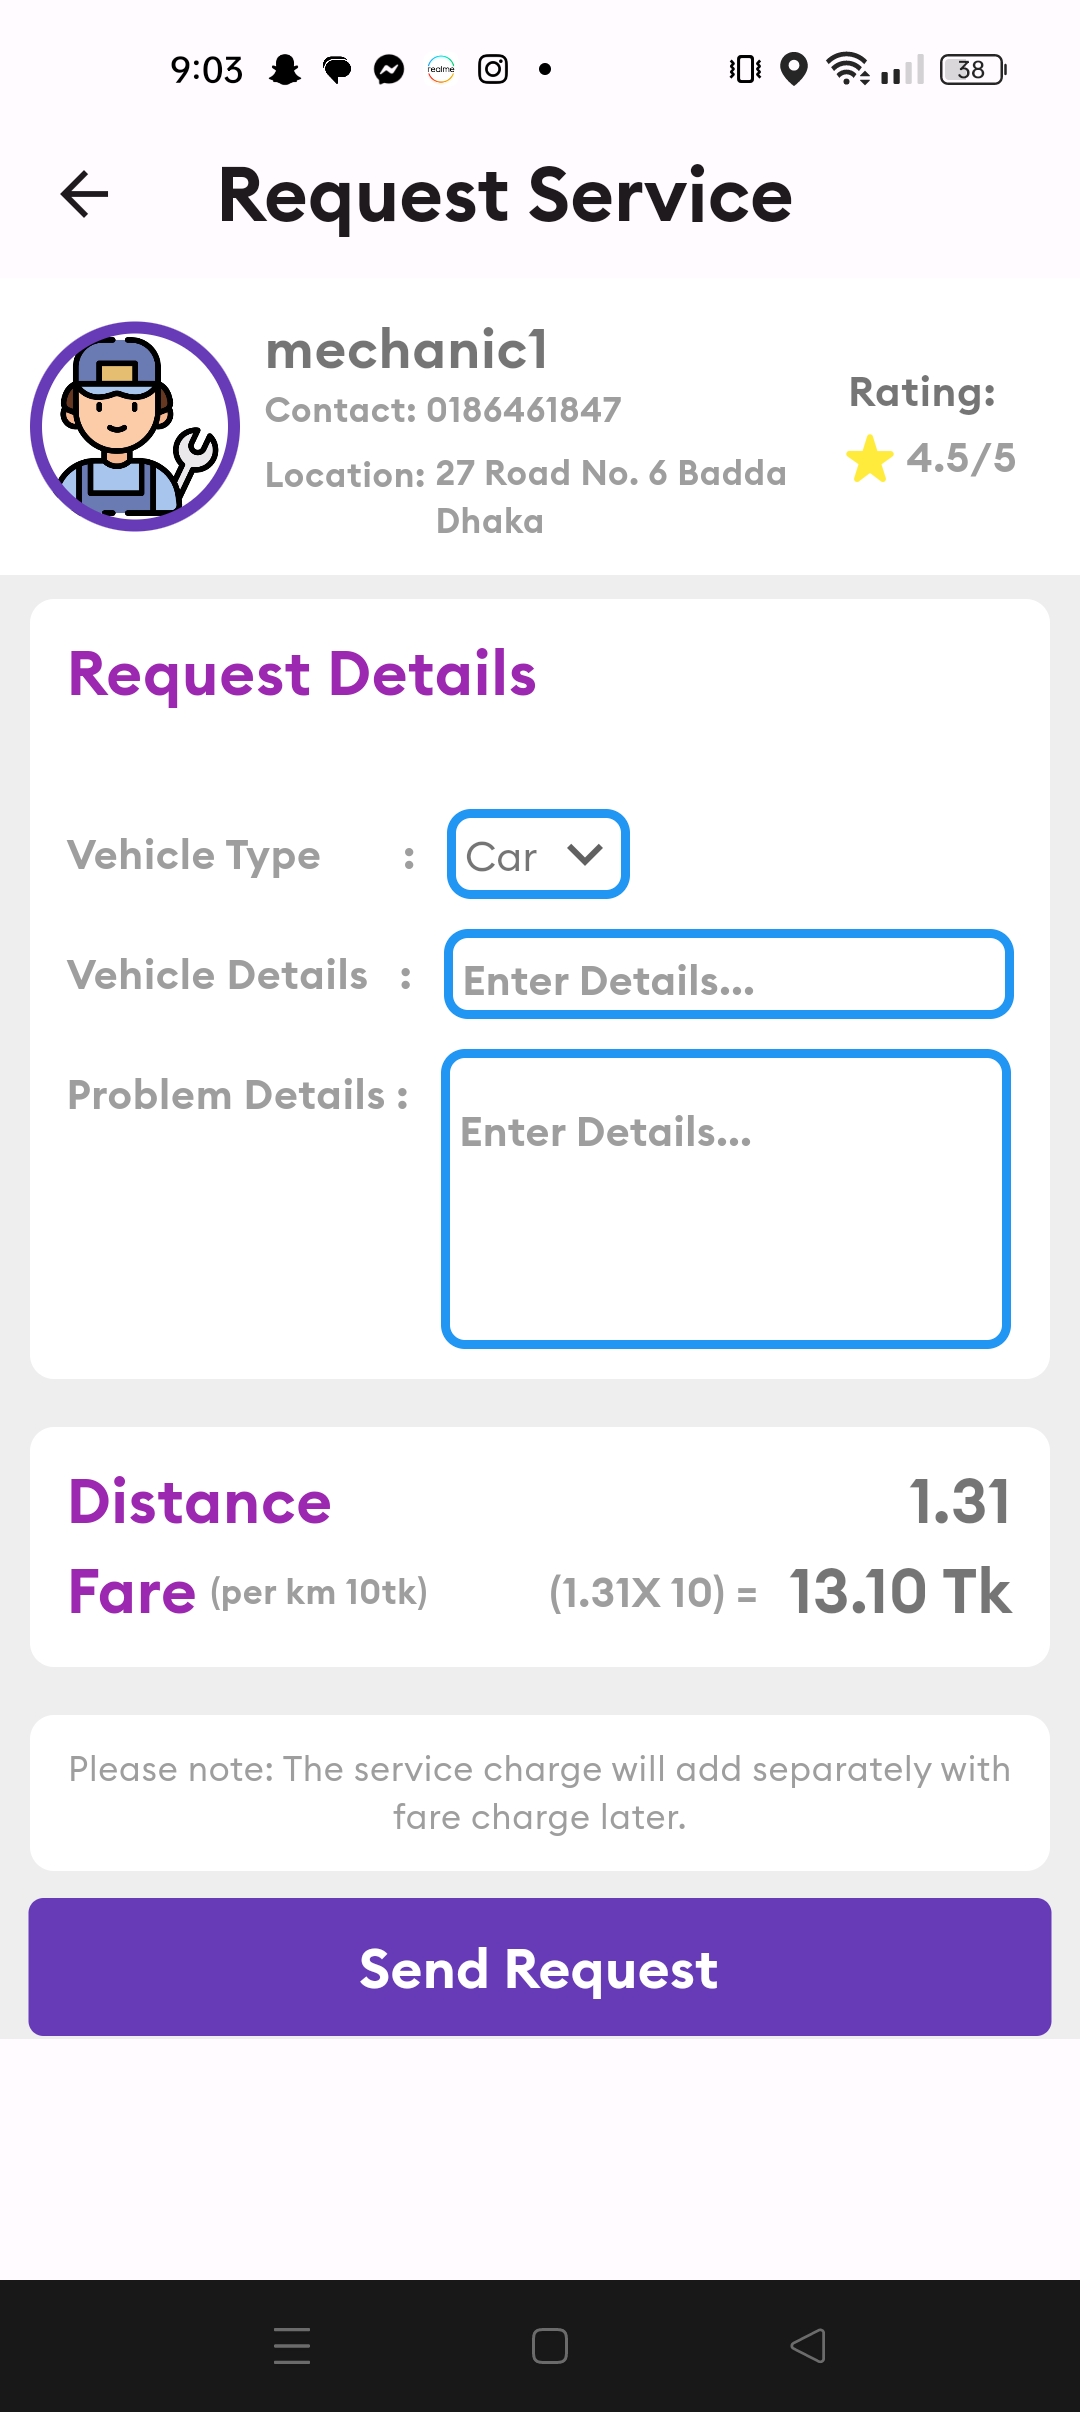 9:03
realme
38
Request Service
mechanic1
Contact: 0186461847
Location: 27 Road No. 6 Badda
Dhaka
Rating:
4.5/5
Request Details
Vehicle Type :
Car
Vehicle Details :
Enter Details...
Problem Details :
Enter Details...
Distance 1.31
Fare (per km 10tk) (1.31X 10) = 13.10 Tk
Please note: The service charge will add separately with
fare charge later.
Send Request